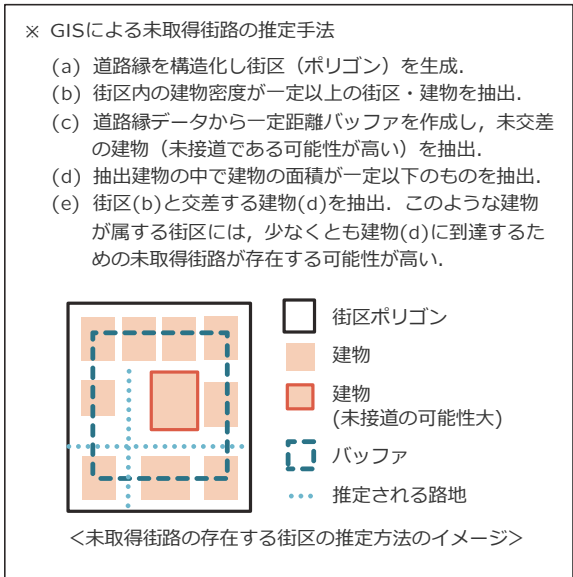 ※ GISによる未取得街路の推定手法
(a) 道路縁を構造化し街区（ポリゴン）を生成．
(b) 街区内の建物密度が一定以上の街区・建物を抽出．
(c) 道路縁データから一定距離バッファを作成し，未交差
の建物（未接道である可能性が高い）を抽出．
(d) 抽出建物の中で建物の面積が一定以下のものを抽出．
(e) 街区(b)と交差する建物(d)を抽出．このような建物
が属する街区には，少なくとも建物(d)に到達するた
めの未取得街路が存在する可能性が高い．
街区ポリゴン
建物
建物
(未接道の可能性大)
バッファ
推定される路地
＜未取得街路の存在する街区の推定方法のイメージ＞